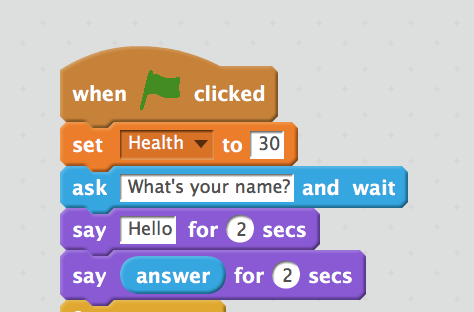 when clicked
set Health to 30
ask What's your name? and wait
say Hello for 2 secs
say answer for 2 secs